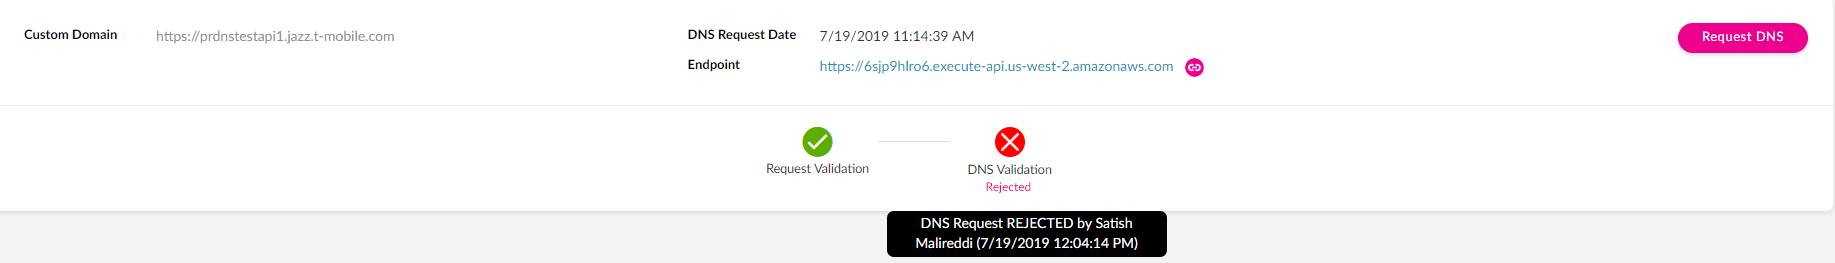 Custom Domain
https://prdnstestapi1.jazz.t-mobile.com
DNS Request Date
7/19/2019 11:14:39 AM
Request DNS
Endpoint
https://6sjp9hlro6.execute-api.us-west-2.amazonaws.com
Request Validation
DNS Validation
Rejected
DNS Request REJECTED by Satish
Malireddi (7/19/2019 12:04:14 PM)